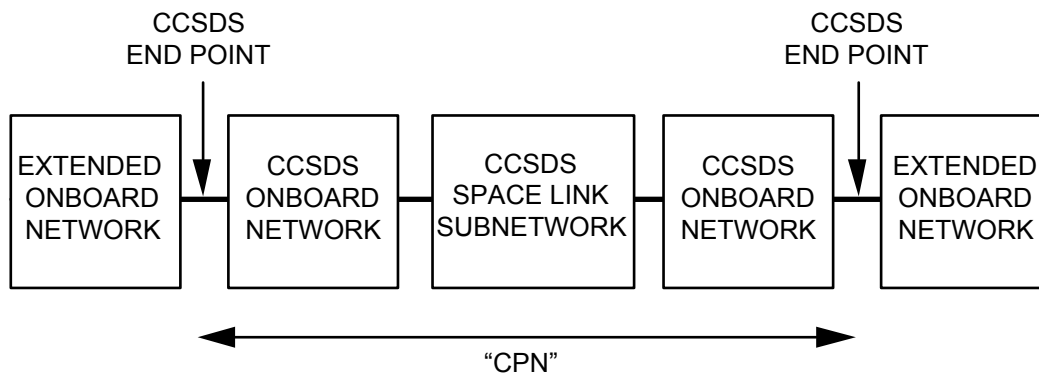 CCSDS
END POINT
CCSDS
END POINT
EXTENDED
ONBOARD
NETWORK
CCSDS
ONBOARD
NETWORK
CCSDS
SPACE LINK
SUBNETWORK
CCSDS
ONBOARD
NETWORK
EXTENDED
ONBOARD
NETWORK
“CPN”